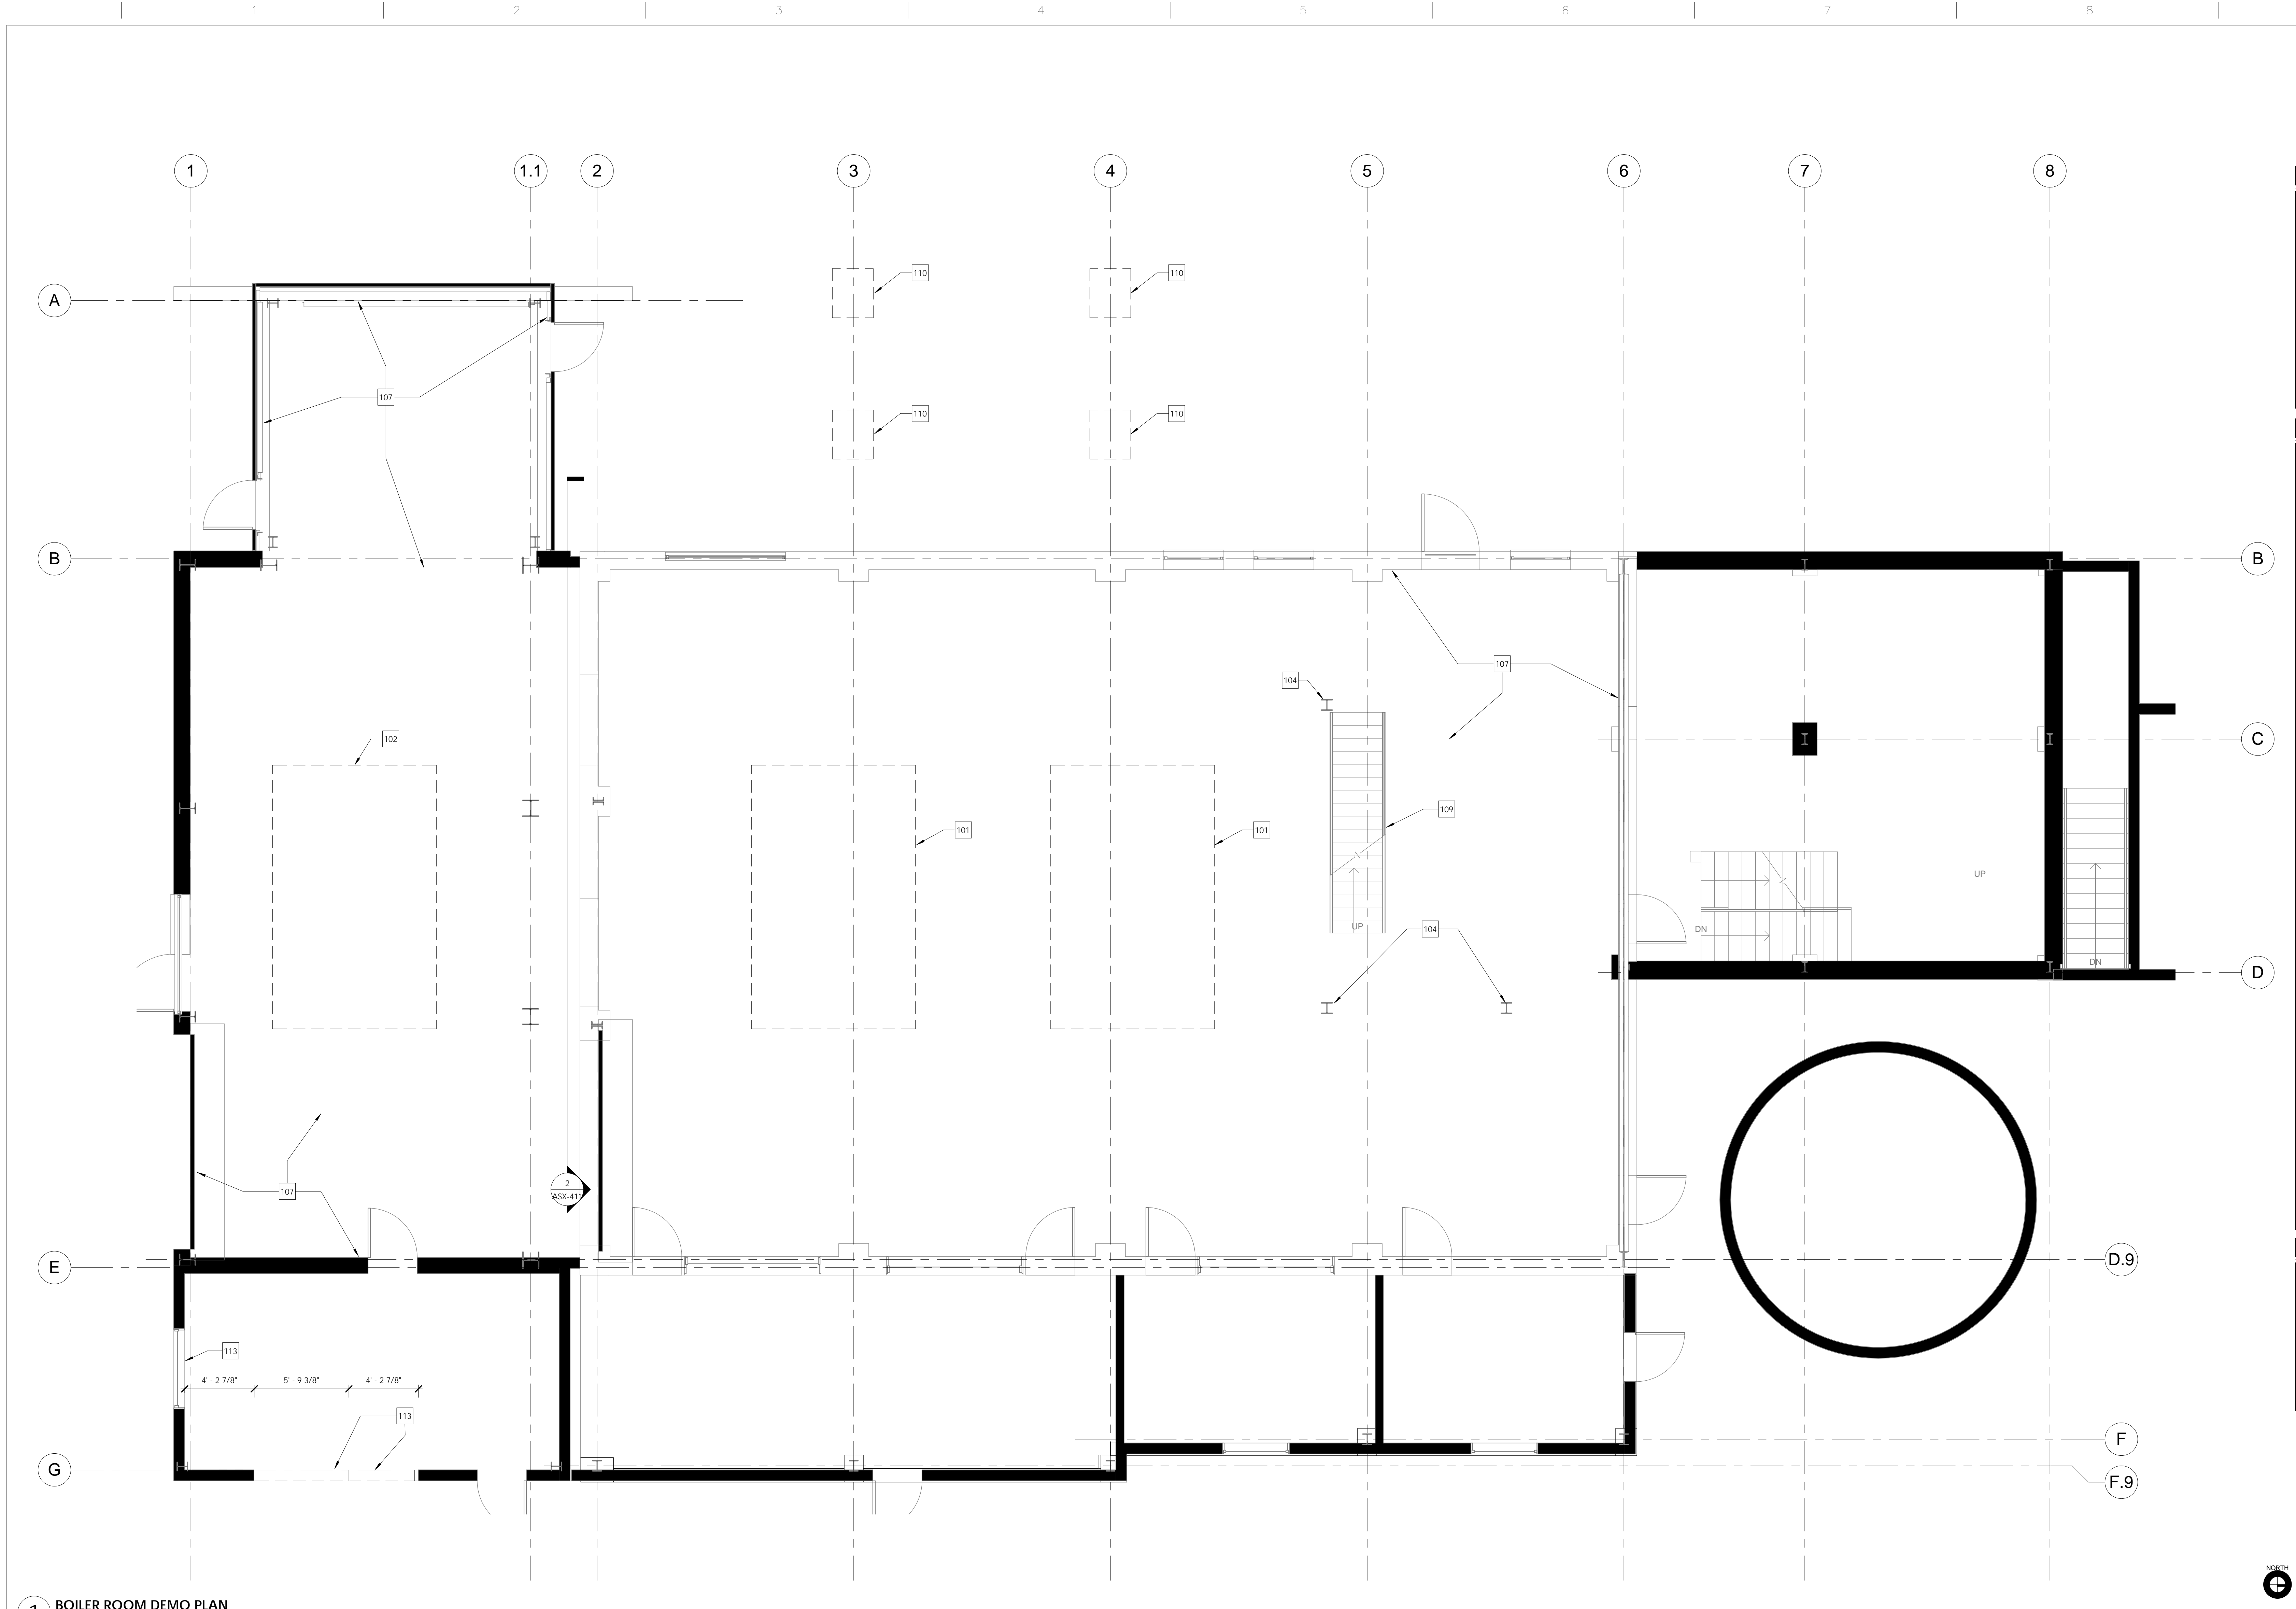 1 2 3 4 5 6 7 8
1 1.1 2 3 4 5 6 7 8
A
110 110
107
110 110
B B
107
104
102
C
109
101 101
UP
DN
UP
104
DN
D
2
ASX-411
107
E D.9
113
4' - 2 7/8" 5' - 9 3/8" 4' - 2 7/8"
113
F
G
F.9
NORTH
1 BOILER ROOM DEMO PLAN